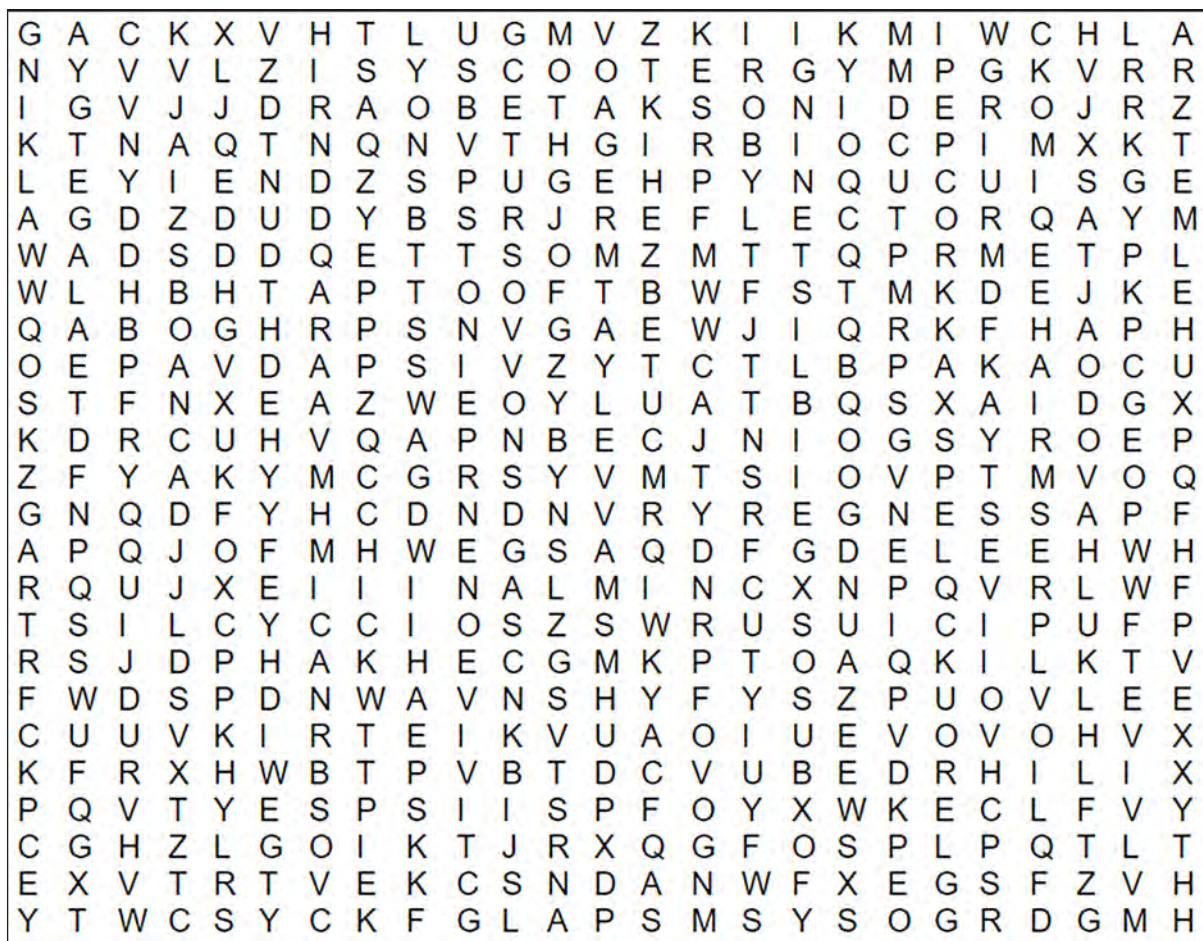 G A C K X V H T L U G M V Z K I I K M I W C H L A
N Y V V L Z I S Y S C O O T E R G Y M P G K V R R
I G V J J D R A O B E T A K S O N I D E R O J R Z
K T N A Q T N Q N V T H G I R B I O C P I M X K T
L E Y I E N D Z S P U G E H P Y N Q U C U I S G E
A G D Z D U D Y B S R J R E F L E C T O R Q A Y M
W A D S D D Q E T T S O M Z M T T Q P R M E T P L
W L H B H T A P T O O F T B W F S T M K D E J K E
Q A B O G H R P S N V G A E W J I Q R K F H A P H
O E P A V D A P S I V Z Y T C T L B P A K A O C U
S T F N X E A Z W E O Y L U A T B Q S X A I D G X
K D R C U H V Q A P N B E C J N I O G S Y R O E P
Z F Y A K Y M C G R S Y V M T S I O V P T M V O Q
G N Q D F Y H C D N D N V R Y R E G N E S S A P F
A P Q J O F M H W E G S A Q D F G D E L E E H W H
R Q U J X E I I I N A L M I N C X N P Q V R L W F
T S I L C Y C C I O S Z S W R U S U I C I P U F P
R S J D P H A K H E C G M K P T O A Q K I L K T V
F W D S P D N W A V N S H Y F Y S Z P U O V L E E
C U U V K I R T E I K V U A O I U E V O V O H V X
K F R X H W B T P V B T D C V U B E D R H I L I X
P Q V T Y E S P S I I S P F O Y X W K E C L F V Y
C G H Z L G O I K T J R X Q G F O S P L P Q T L T
E X V T R T V E K C S N D A N W F X E G S F Z V H
Y T W C S Y C K F G L A P S M S Y S O G R D G M H